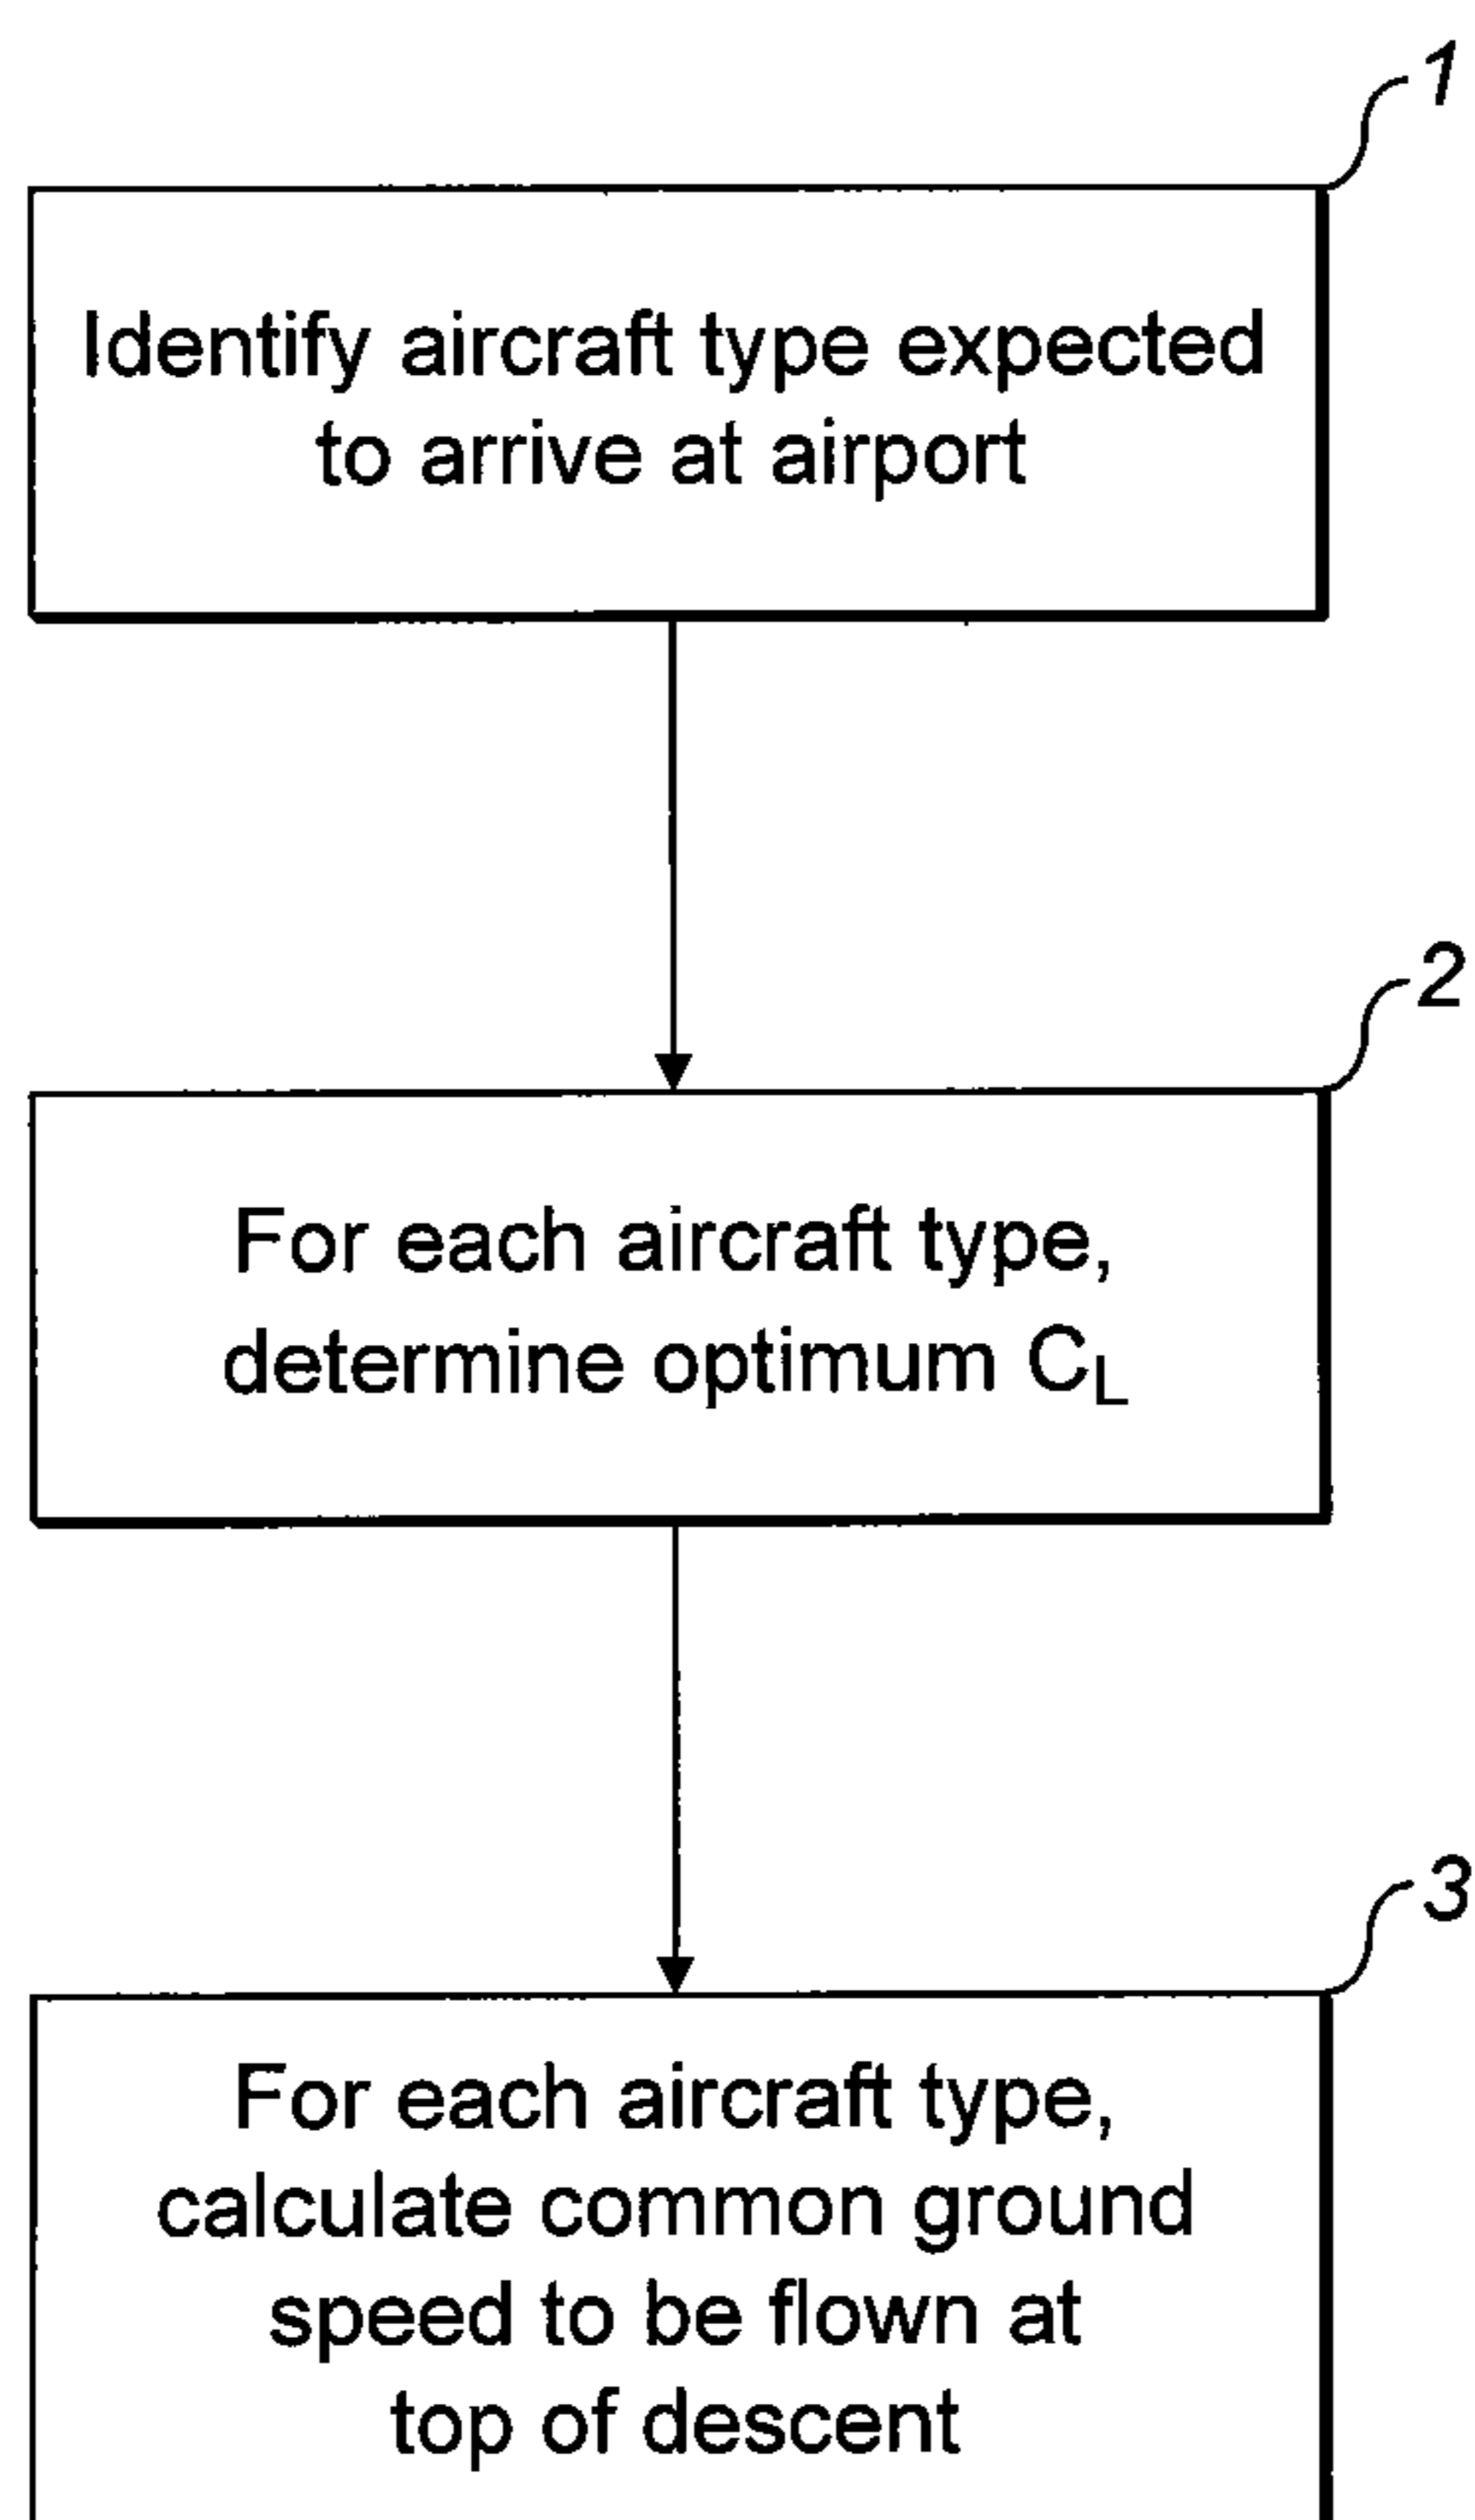 1
Identify aircraft type expected
to arrive at airport
2
For each aircraft type,
determine optimum C_L
3
For each aircraft type,
calculate common ground
speed to be flown at
top of descent